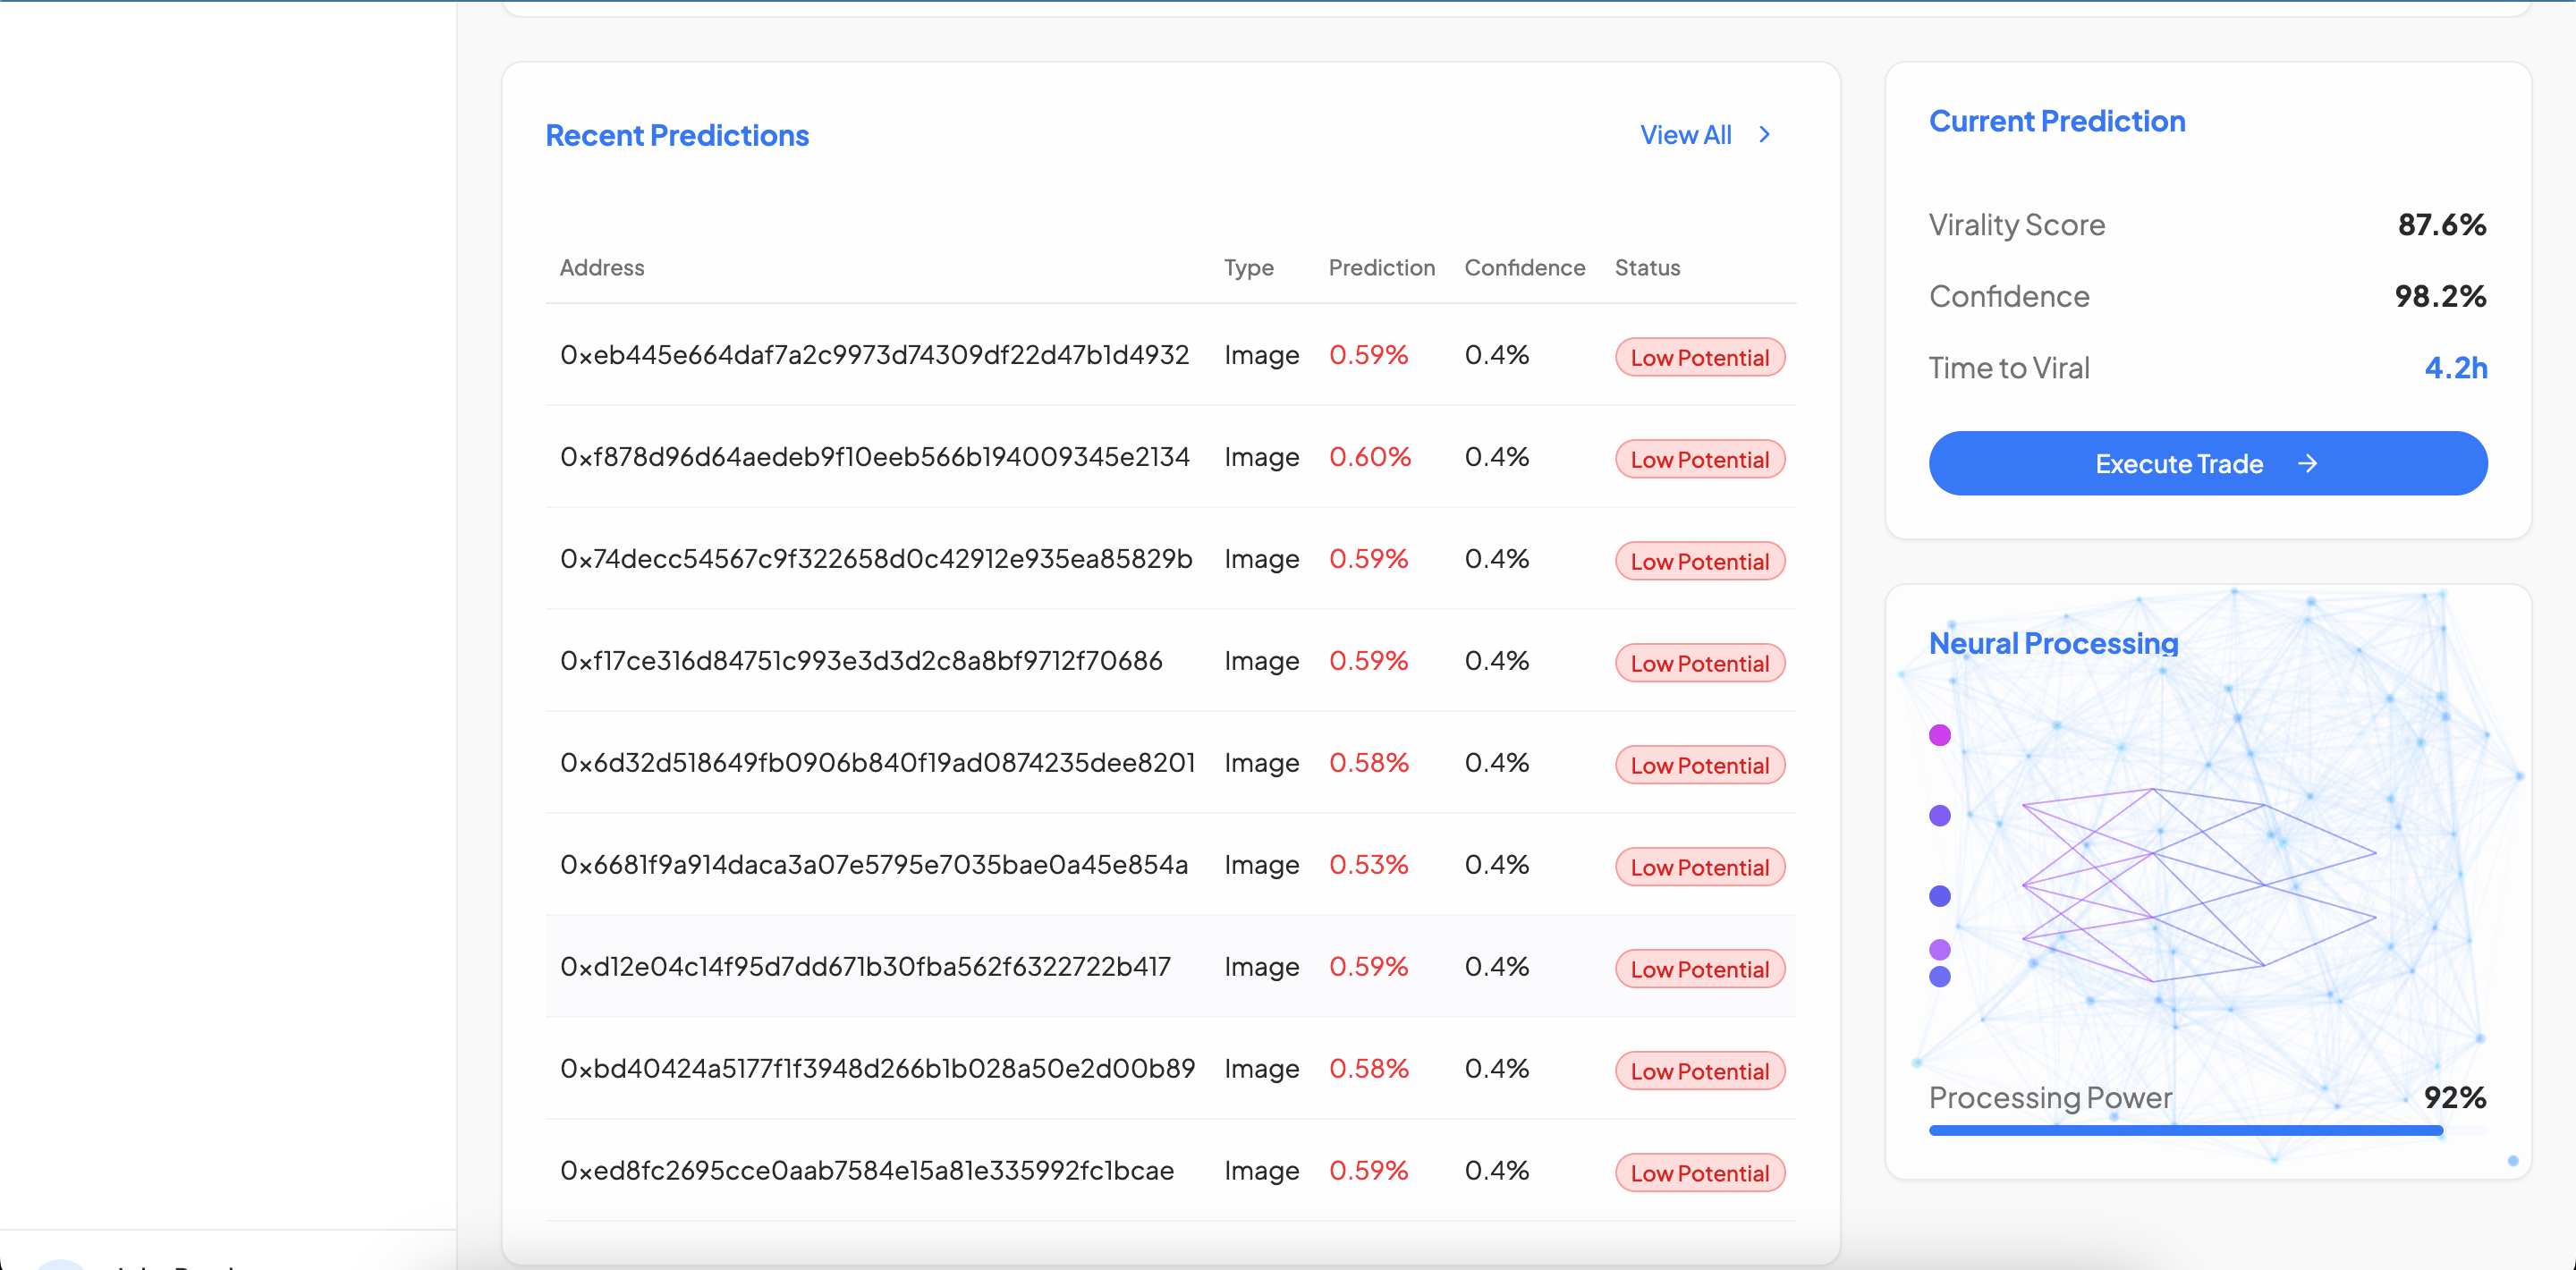 Recent Predictions
View All
Address Type Prediction Confidence Status
0xeb445e664daf7a2c9973d74309df22d47b1d4932 Image 0.59% 0.4% Low Potential
0xf878d96d64aedeb9f10eeb566b194009345e2134 Image 0.60% 0.4% Low Potential
0x74decc54567c9f322658d0c42912e935ea85829b Image 0.59% 0.4% Low Potential
0xf17ce316d84751c993e3d3d2c8a8bf9712f70686 Image 0.59% 0.4% Low Potential
0x6d32d518649fb0906b840f19ad0874235dee8201 Image 0.58% 0.4% Low Potential
0x6681f9a914daca3a07e5795e7035bae0a45e854a Image 0.53% 0.4% Low Potential
0xd12e04c14f95d7dd671b30fba562f6322722b417 Image 0.59% 0.4% Low Potential
0xbd40424a5177f1f3948d266b1b028a50e2d00b89 Image 0.58% 0.4% Low Potential
0xed8fc2695cce0aab7584e15a81e335992fc1bcae Image 0.59% 0.4% Low Potential
Current Prediction
Virality Score 87.6%
Confidence 98.2%
Time to Viral 4.2h
Execute Trade
Neural Processing
Processing Power 92%